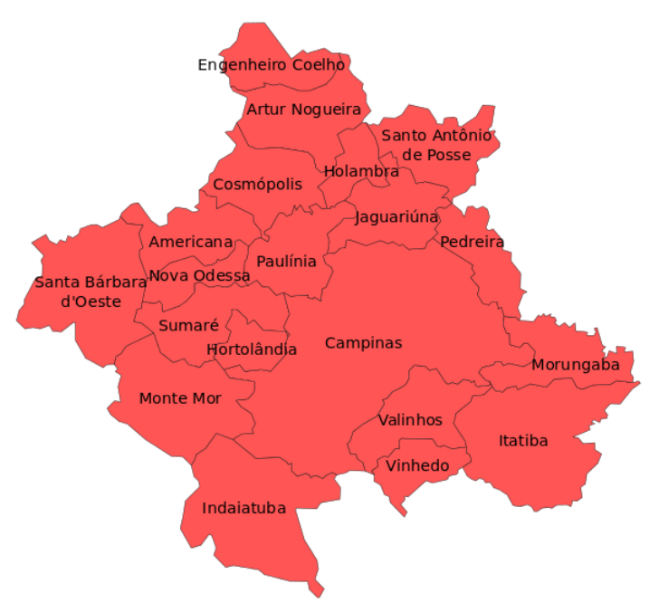 Engenheiro Coelho
Artur Nogueira
Santo Antônio
de Posse
Holambra
Cosmópolis
Jaguariúna
Americana
Pedreira
Paulínia
Nova Odessa
Santa Bárbara
d'Oeste
Sumaré
Campinas
Hortolândia
Morungaba
Monte Mor
Valinhos
Itatiba
Vinhedo
Indaiatuba